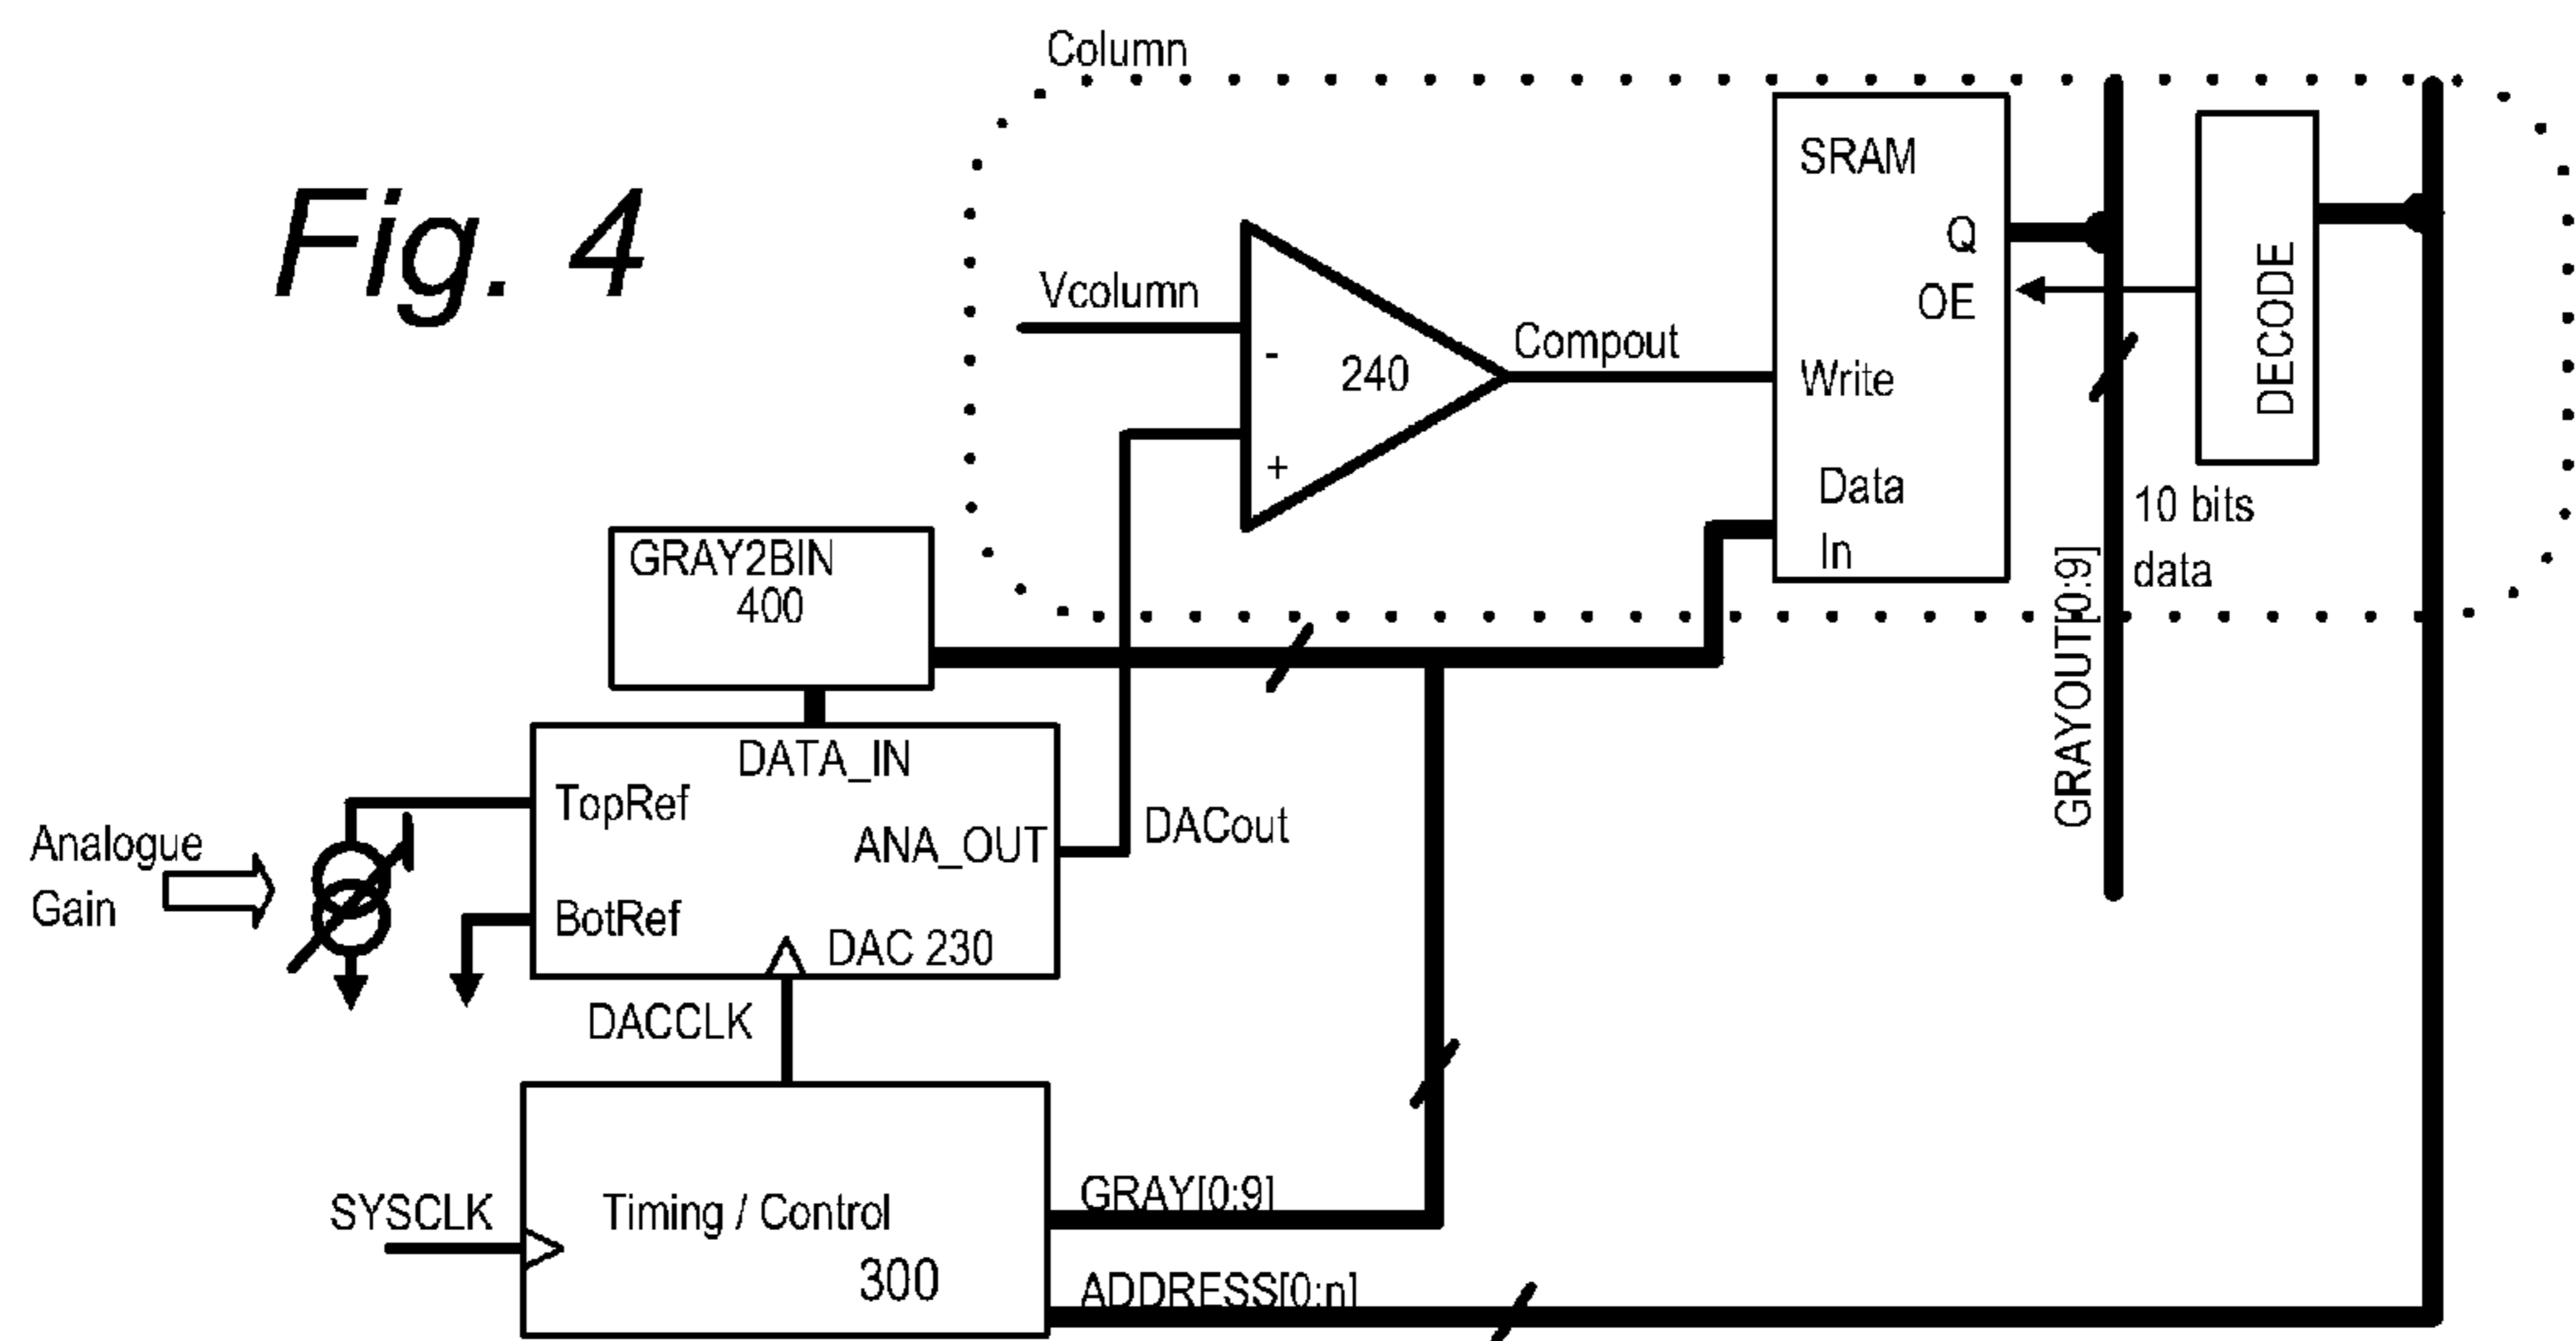 Column
Fig. 4
SRAM
Q
OE
Vcolumn
-
240
Compout
Write
+
Data
In
DECODE
10 bits
data
GRAYOUT[0:9]
GRAY2BIN
400
DATA_IN
TopRef
ANA_OUT
DACout
Analogue
Gain
BotRef
DAC 230
DACCLK
SYSCLK
Timing / Control
300
GRAY[0:9]
ADDRESS[0:n]